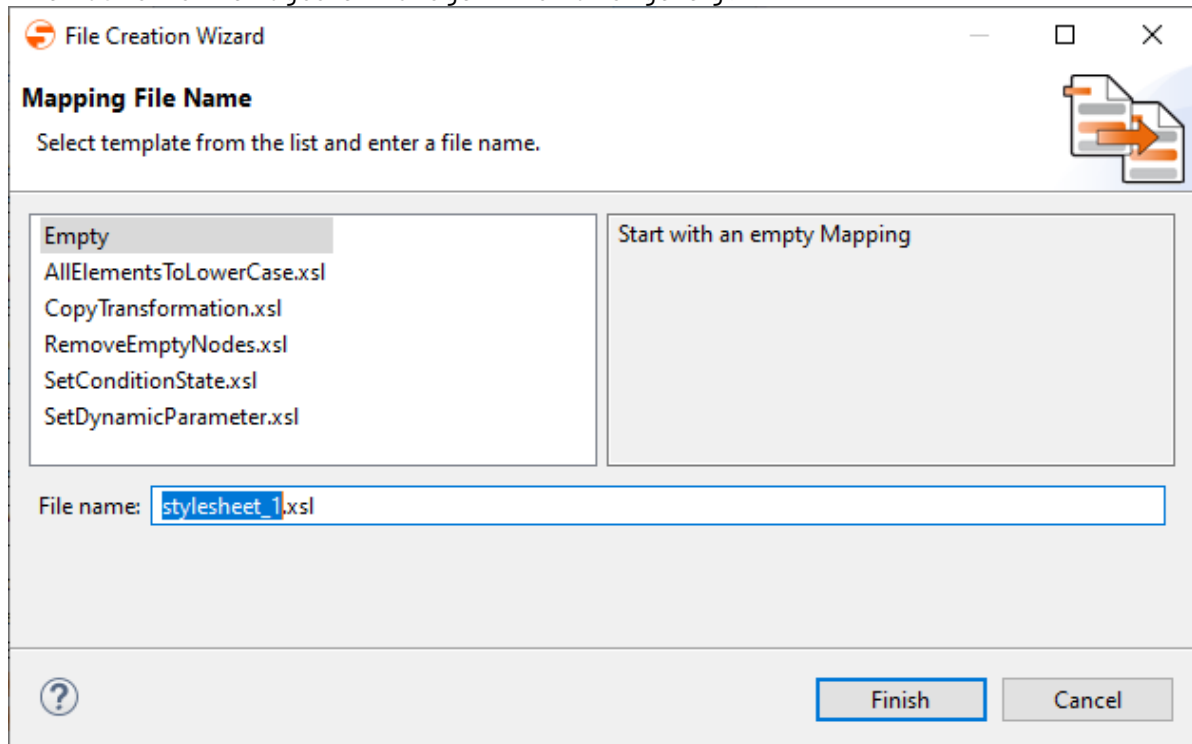 File Creation Wizard
Mapping File Name
Select template from the list and enter a file name.
Empty
AllElementsToLowerCase.xsl
CopyTransformation.xsl
RemoveEmptyNodes.xsl
SetConditionState.xsl
SetDynamicParameter.xsl
Start with an empty Mapping
File name: stylesheet_1.xsl
Finish
Cancel